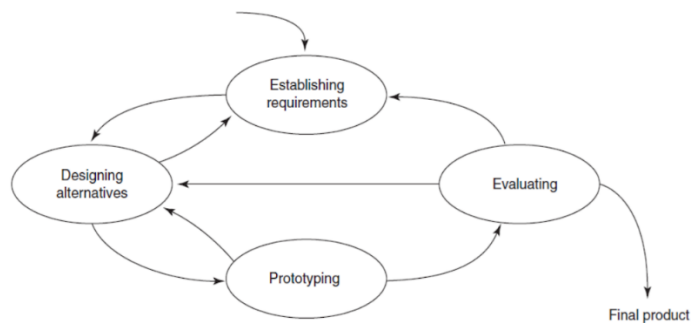 Establishing
requirements
Designing
alternatives
Evaluating
Prototyping
Final product